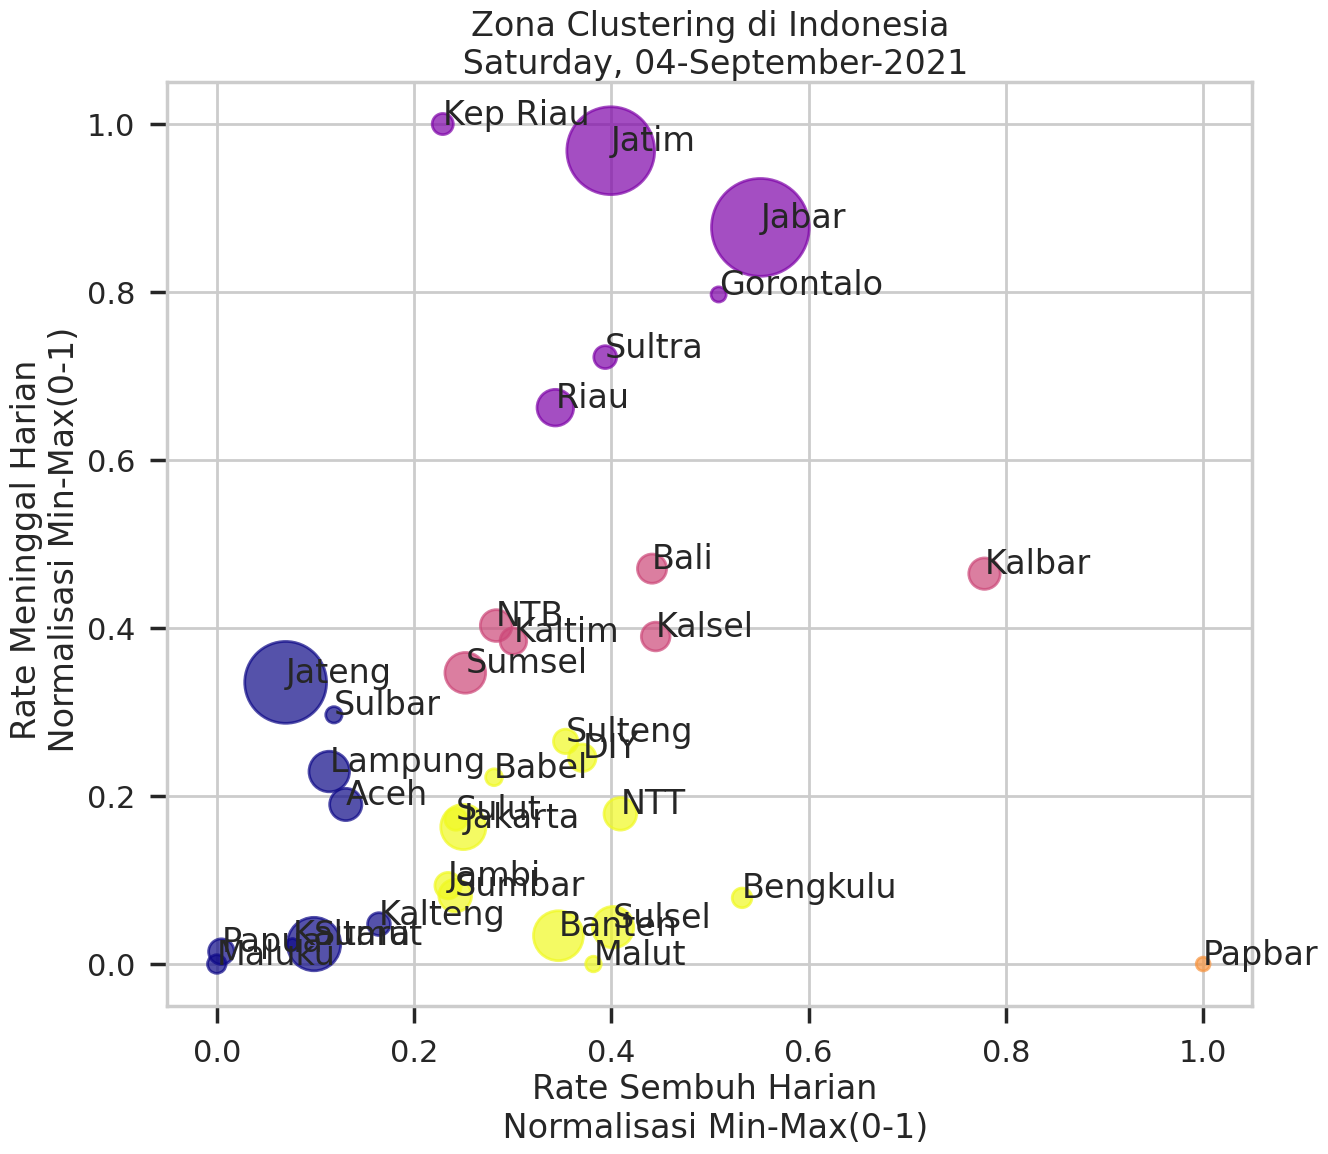 Zona Clustering di Indonesia
Saturday, 04-September-2021
Kep Riau
Jatim
Jabar
Gorontalo
Sultra
Riau
Bali
Kalbar
NTB
Kaltim
Kalsel
Sumsel
Jateng
Sulbar
Sulteng
DIY
Lampung
Babel
Aceh
Sulut
Jakarta
NTT
Jambi
Sumbar
Bengkulu
Kalteng
Sulsel
Banten
Papua
Kaltara
Sumut
Maluku
Malut
Papbar
1.0
0.8
0.6
0.4
0.2
0.0
Rate Meninggal Harian
Normalisasi Min-Max(0-1)
0.0 0.2 0.4 0.6 0.8 1.0
Rate Sembuh Harian
Normalisasi Min-Max(0-1)